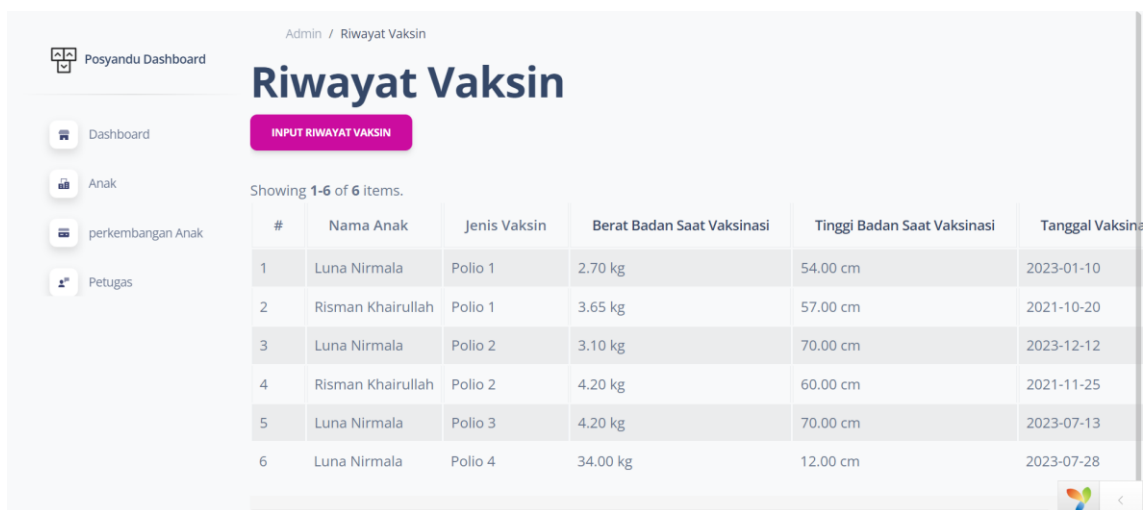 Admin / Riwayat Vaksin
Posyandu Dashboard
Riwayat Vaksin
INPUT RIWAYAT VAKSIN
Dashboard
Anak
perkembangan Anak
Petugas
Showing 1-6 of 6 items.
# Nama Anak Jenis Vaksin Berat Badan Saat Vaksinasi Tinggi Badan Saat Vaksinasi Tanggal Vaksina
1 Luna Nirmala Polio 1 2.70 kg 54.00 cm 2023-01-10
2 Risman Khairullah Polio 1 3.65 kg 57.00 cm 2021-10-20
3 Luna Nirmala Polio 2 3.10 kg 70.00 cm 2023-12-12
4 Risman Khairullah Polio 2 4.20 kg 60.00 cm 2021-11-25
5 Luna Nirmala Polio 3 4.20 kg 70.00 cm 2023-07-13
6 Luna Nirmala Polio 4 34.00 kg 12.00 cm 2023-07-28